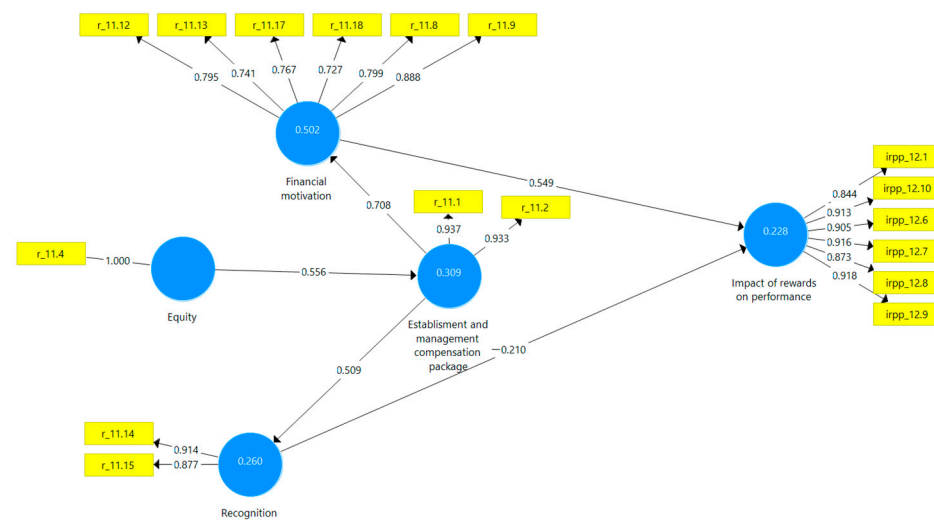 r_11.12
r_11.13
r_11.17
r_11.18
r_11.8
r_11.9
0.795
0.741
0.767
0.727
0.799
0.888
0.502
Financial
motivation
0.549
0.708
r_11.1
r_11.2
0.937
0.933
irpp_12.1
irpp_12.10
irpp_12.6
irpp_12.7
irpp_12.8
irpp_12.9
0.844
0.913
0.905
0.916
0.873
0.918
0.228
Impact of rewards
on performance
r_11.4
1.000
Equity
0.556
0.309
Establisment and
management
compensation
package
-0.210
0.509
r_11.14
r_11.15
0.914
0.877
0.260
Recognition